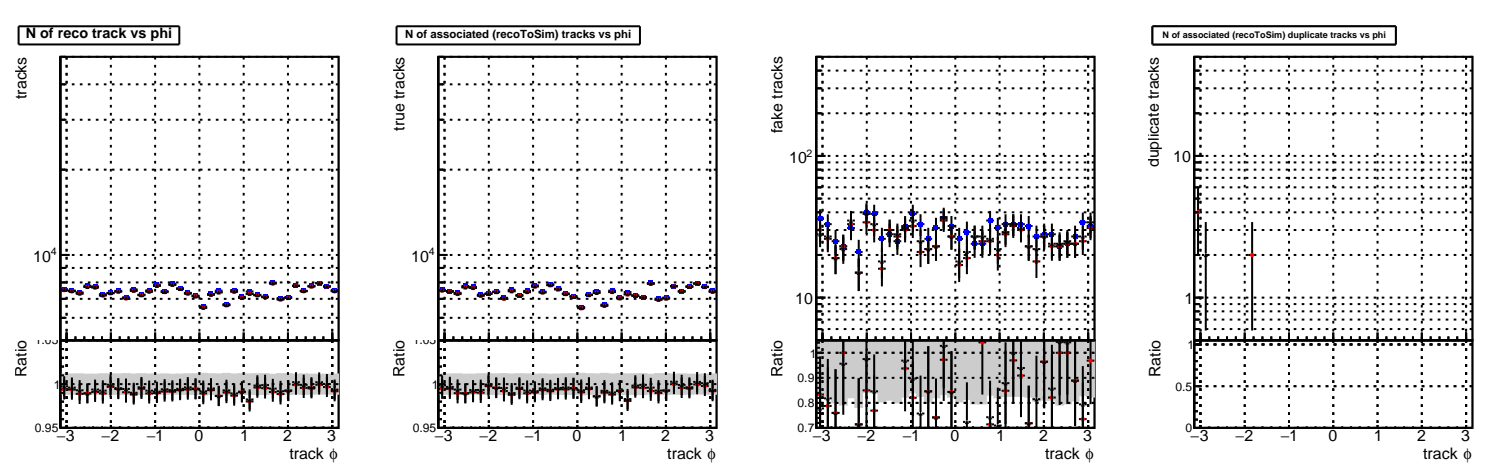 N of reco track vs phi
tracks
10⁴
1.05
Ratio
1
0.95
−3 −2 −1 0 1 2 3
track ϕ
N of associated (recoToSim) tracks vs phi
true tracks
10⁴
1.05
Ratio
1
0.95
−3 −2 −1 0 1 2 3
track ϕ
fake tracks
10²
10
Ratio
1
0.9
0.8
0.7
−3 −2 −1 0 1 2 3
track ϕ
N of associated (recoToSim) duplicate tracks vs phi
duplicate tracks
10
1
Ratio
1
0.5
0
−3 −2 −1 0 1 2 3
track ϕ